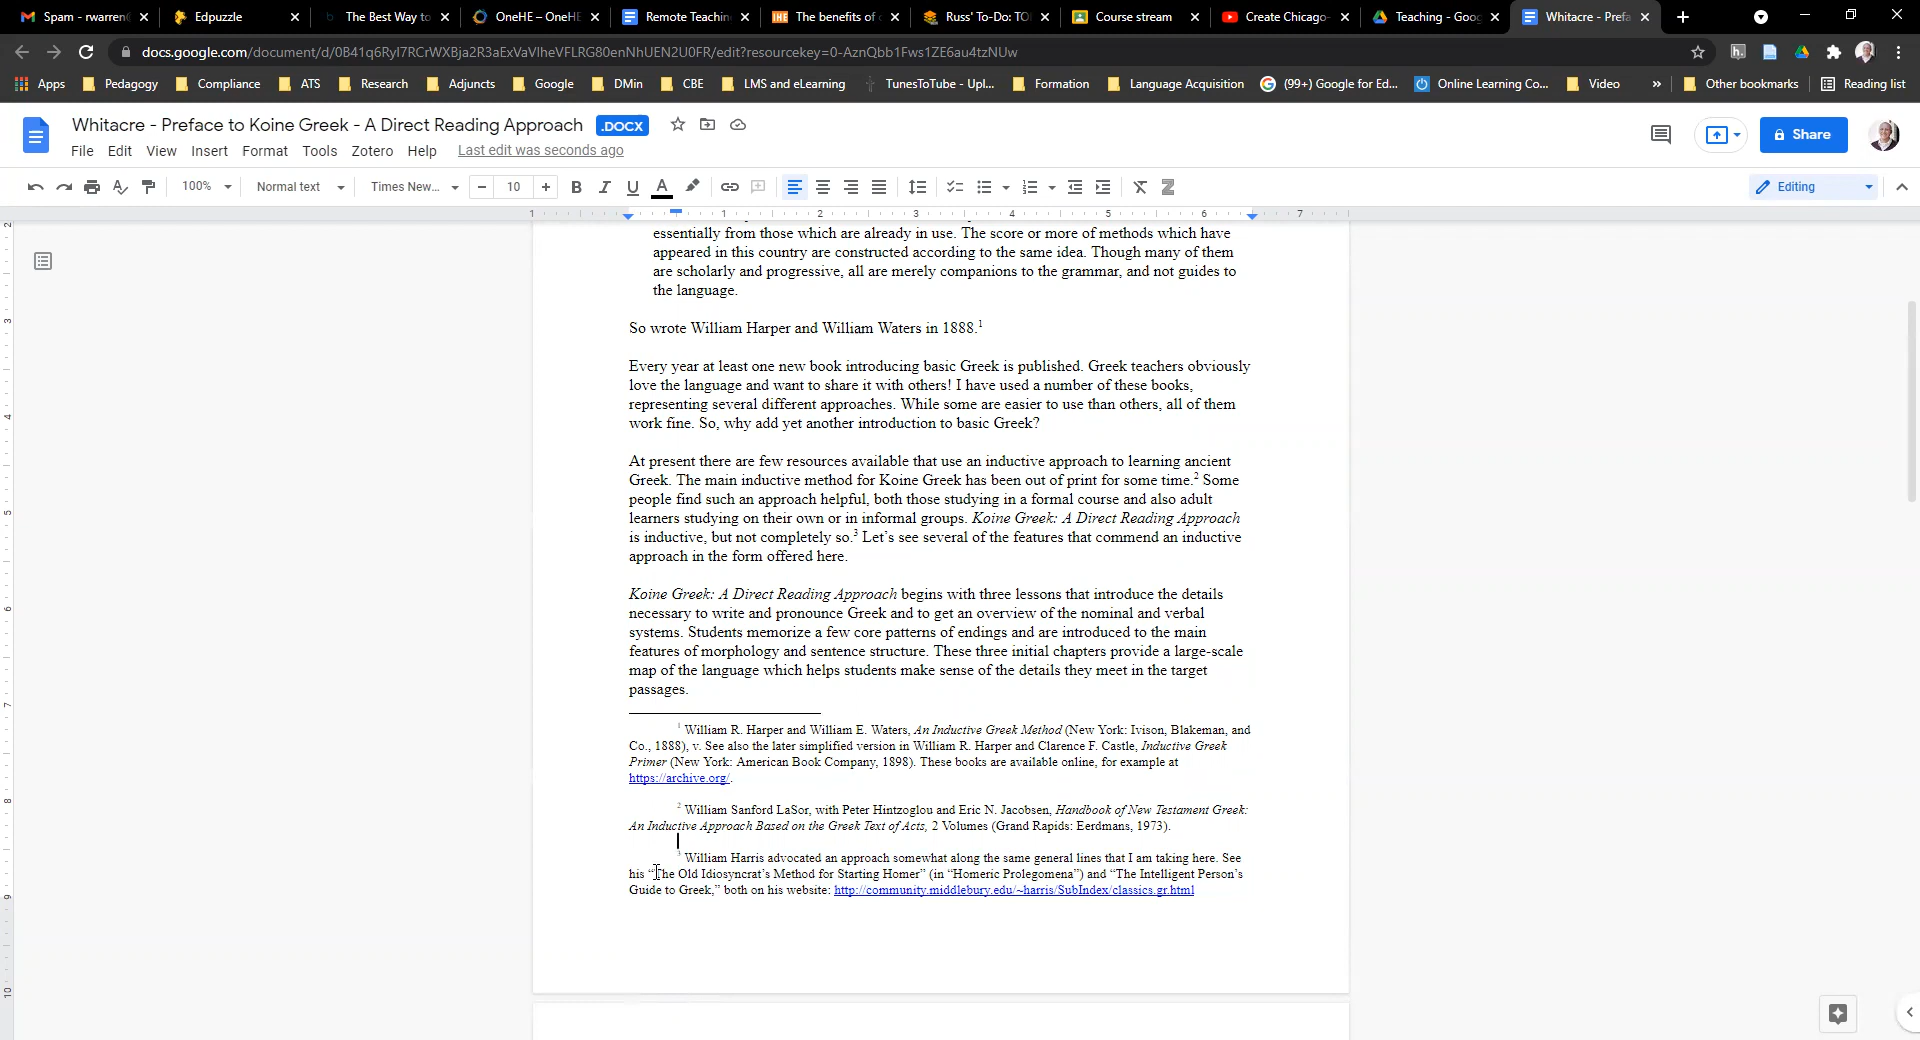 Spam - rwarren
Edpuzzle
The Best Way to
OneHE – OneHE
Remote Teachin
The benefits of
Russ' To-Do: TO
Course stream
Create Chicago-
Teaching - Goog
Whitacre - Prefa
docs.google.com/document/d/0B41q6RyI7RCrWXBja2R3aExVaVlheVFLRG80enNhUEN2U0FR/edit?resourcekey=0-AznQbb1Fws1ZE6au4tzNUw
Apps Pedagogy Compliance ATS Research Adjuncts Google DMin CBE LMS and eLearning TunesToTube - Upl... Formation Language Acquisition (99+) Google for Ed... Online Learning Co... Video » Other bookmarks Reading list
Whitacre - Preface to Koine Greek - A Direct Reading Approach .DOCX
Share
File Edit View Insert Format Tools Zotero Help Last edit was seconds ago
100% Normal text Times New... 10 Editing
1 1 2 3 4 5 6 7
essentially from those which are already in use. The score or more of methods which have
appeared in this country are constructed according to the same idea. Though many of them
are scholarly and progressive, all are merely companions to the grammar, and not guides to
the language.
So wrote William Harper and William Waters in 1888.1
Every year at least one new book introducing basic Greek is published. Greek teachers obviously
love the language and want to share it with others! I have used a number of these books,
representing several different approaches. While some are easier to use than others, all of them
work fine. So, why add yet another introduction to basic Greek?
At present there are few resources available that use an inductive approach to learning ancient
Greek. The main inductive method for Koine Greek has been out of print for some time.2 Some
people find such an approach helpful, both those studying in a formal course and also adult
learners studying on their own or in informal groups. Koine Greek: A Direct Reading Approach
is inductive, but not completely so.3 Let’s see several of the features that commend an inductive
approach in the form offered here.
Koine Greek: A Direct Reading Approach begins with three lessons that introduce the details
necessary to write and pronounce Greek and to get an overview of the nominal and verbal
systems. Students memorize a few core patterns of endings and are introduced to the main
features of morphology and sentence structure. These three initial chapters provide a large-scale
map of the language which helps students make sense of the details they meet in the target
passages.
1 William R. Harper and William E. Waters, An Inductive Greek Method (New York: Ivison, Blakeman, and
Co., 1888), v. See also the later simplified version in William R. Harper and Clarence F. Castle, Inductive Greek
Primer (New York: American Book Company, 1898). These books are available online, for example at
https://archive.org/.
2 William Sanford LaSor, with Peter Hintzoglou and Eric N. Jacobsen, Handbook of New Testament Greek:
An Inductive Approach Based on the Greek Text of Acts, 2 Volumes (Grand Rapids: Eerdmans, 1973).
3 William Harris advocated an approach somewhat along the same general lines that I am taking here. See
his “The Old Idiosyncrat’s Method for Starting Homer” (in “Homeric Prolegomena”) and “The Intelligent Person’s
Guide to Greek,” both on his website: http://community.middlebury.edu/~harris/SubIndex/classics.gr.html